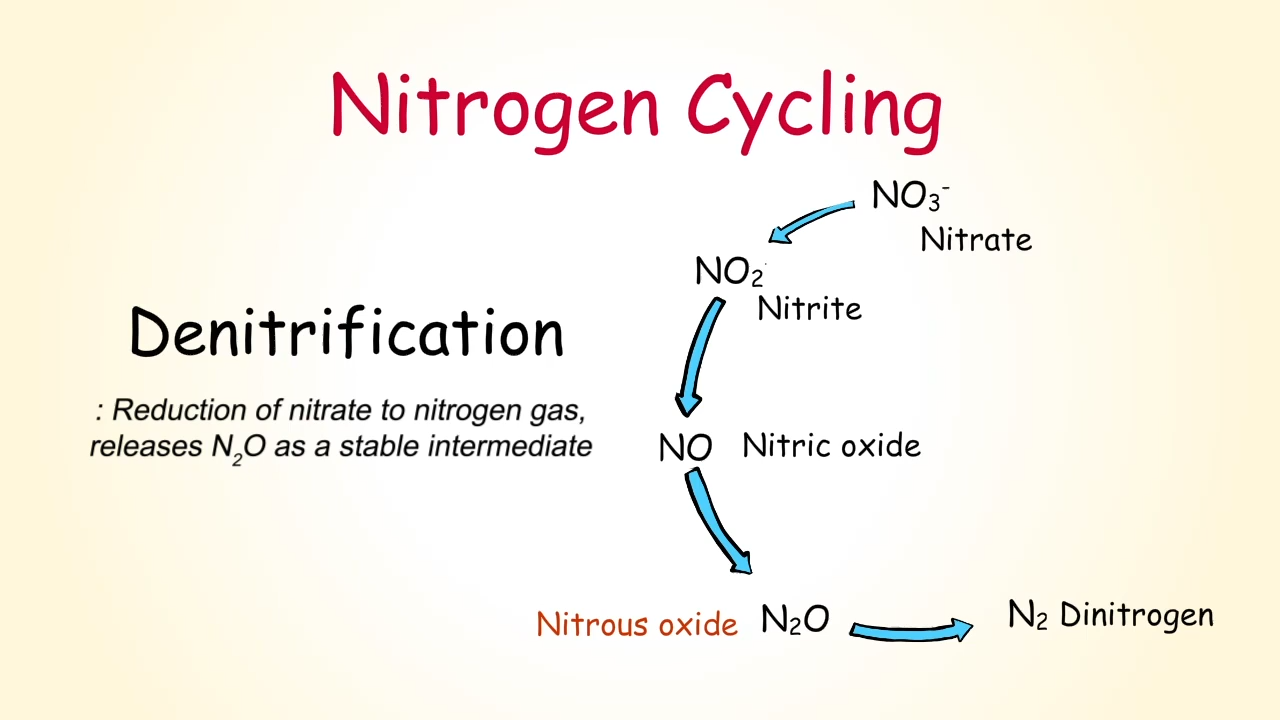 Nitrogen Cycling
NO₃⁻
Nitrate
NO₂
Nitrite
Denitrification
: Reduction of nitrate to nitrogen gas,
releases N₂O as a stable intermediate
NO Nitric oxide
Nitrous oxide N₂O
N₂ Dinitrogen